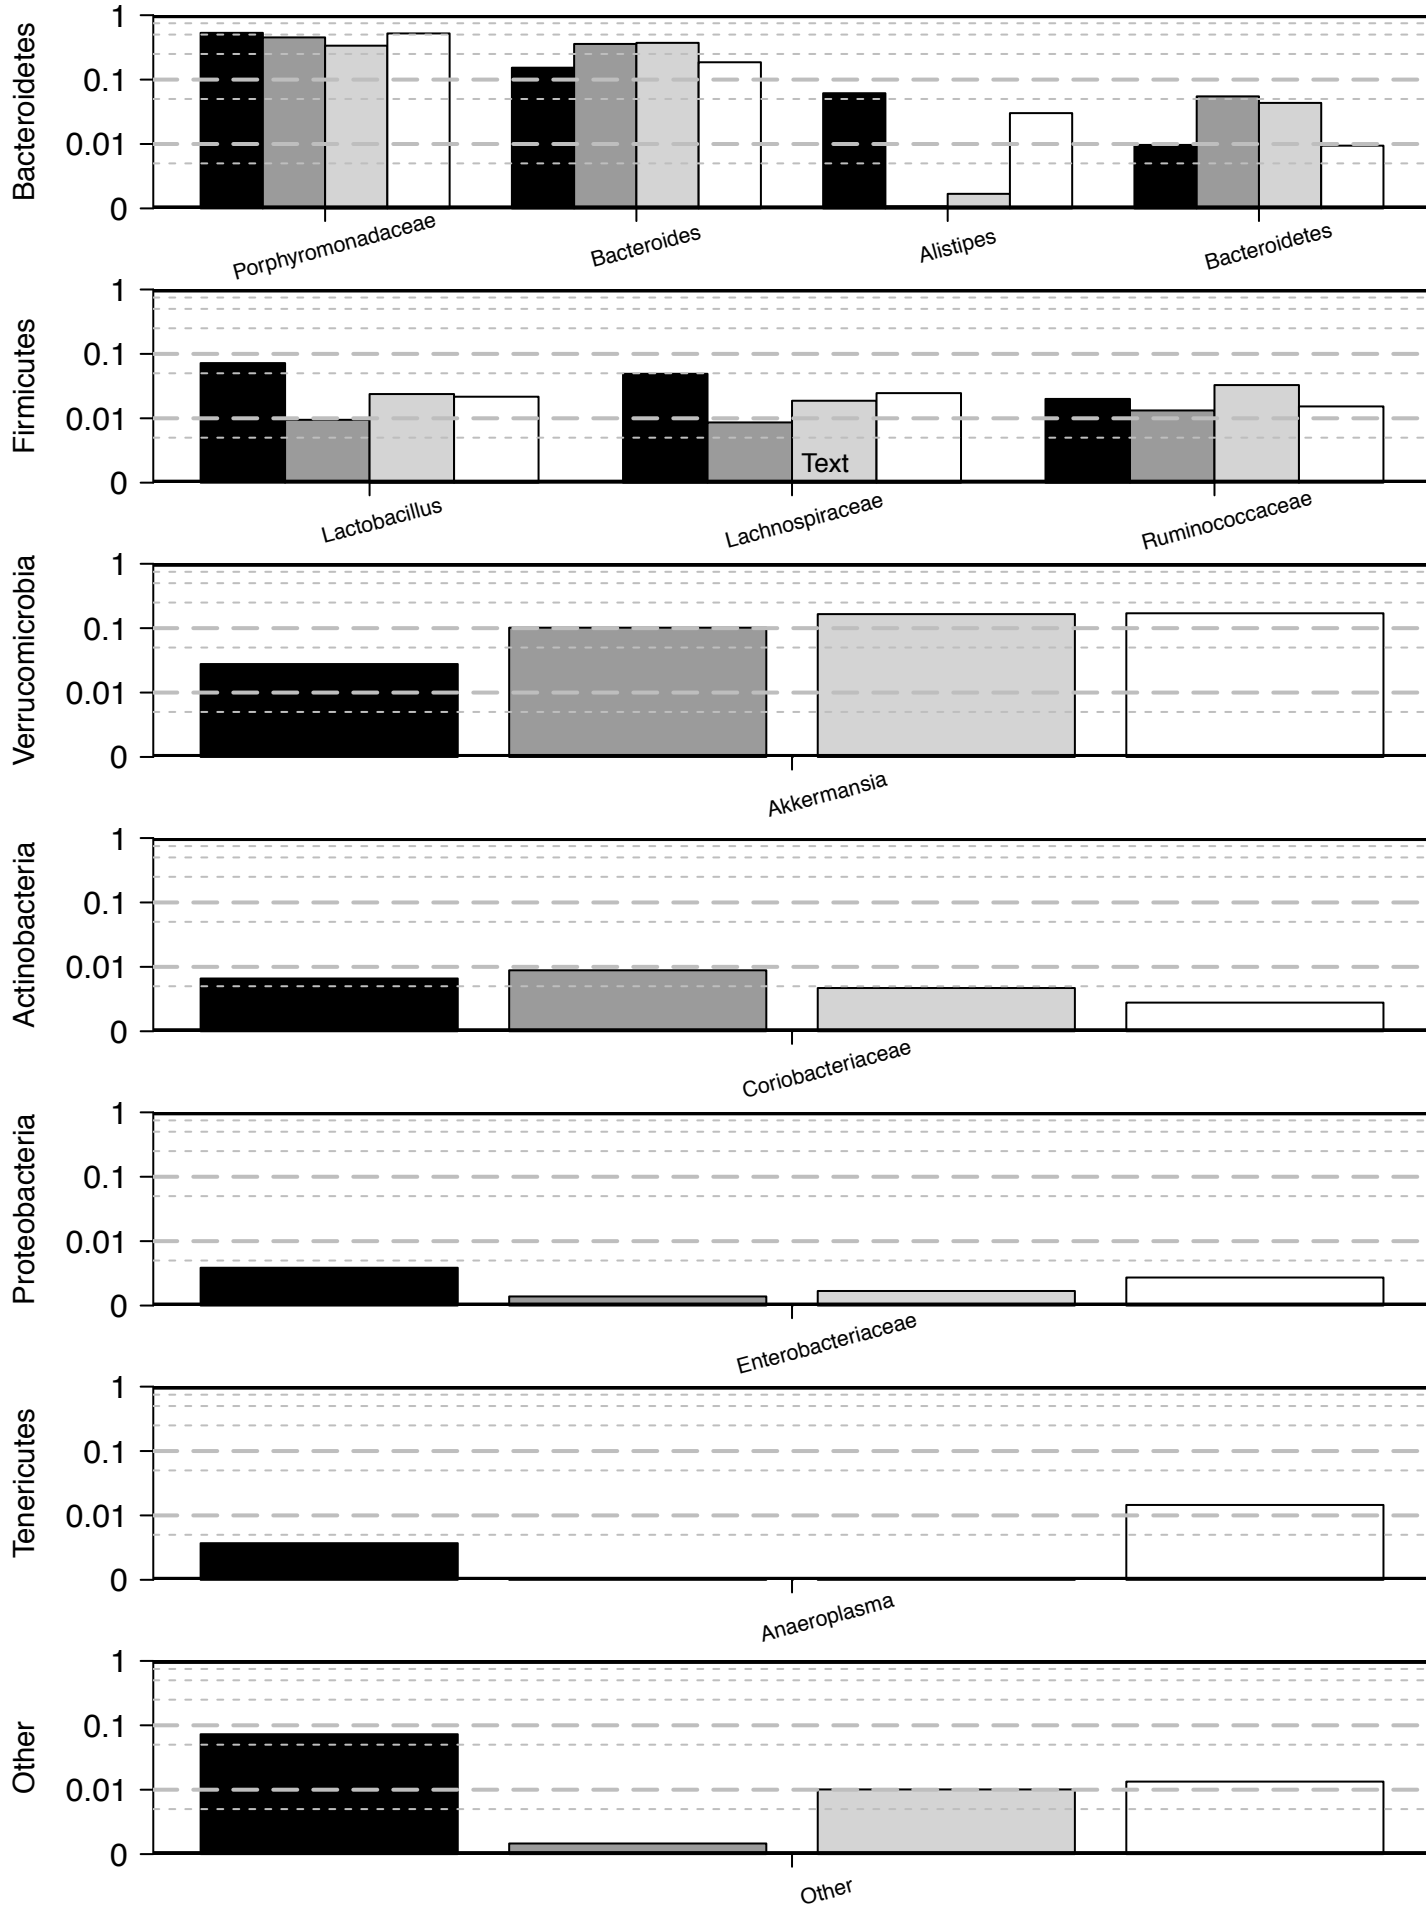 Bacteroidetes
1
0.1
0.01
0
Porphyromonadaceae
Bacteroides
Alistipes
Bacteroidetes
Firmicutes
1
0.1
0.01
0
Text
Lactobacillus
Lachnospiraceae
Ruminococcaceae
Verrucomicrobia
1
0.1
0.01
0
Akkermansia
Actinobacteria
1
0.1
0.01
0
Coriobacteriaceae
Proteobacteria
1
0.1
0.01
0
Enterobacteriaceae
Tenericutes
1
0.1
0.01
0
Anaeroplasma
Other
1
0.1
0.01
0
Other